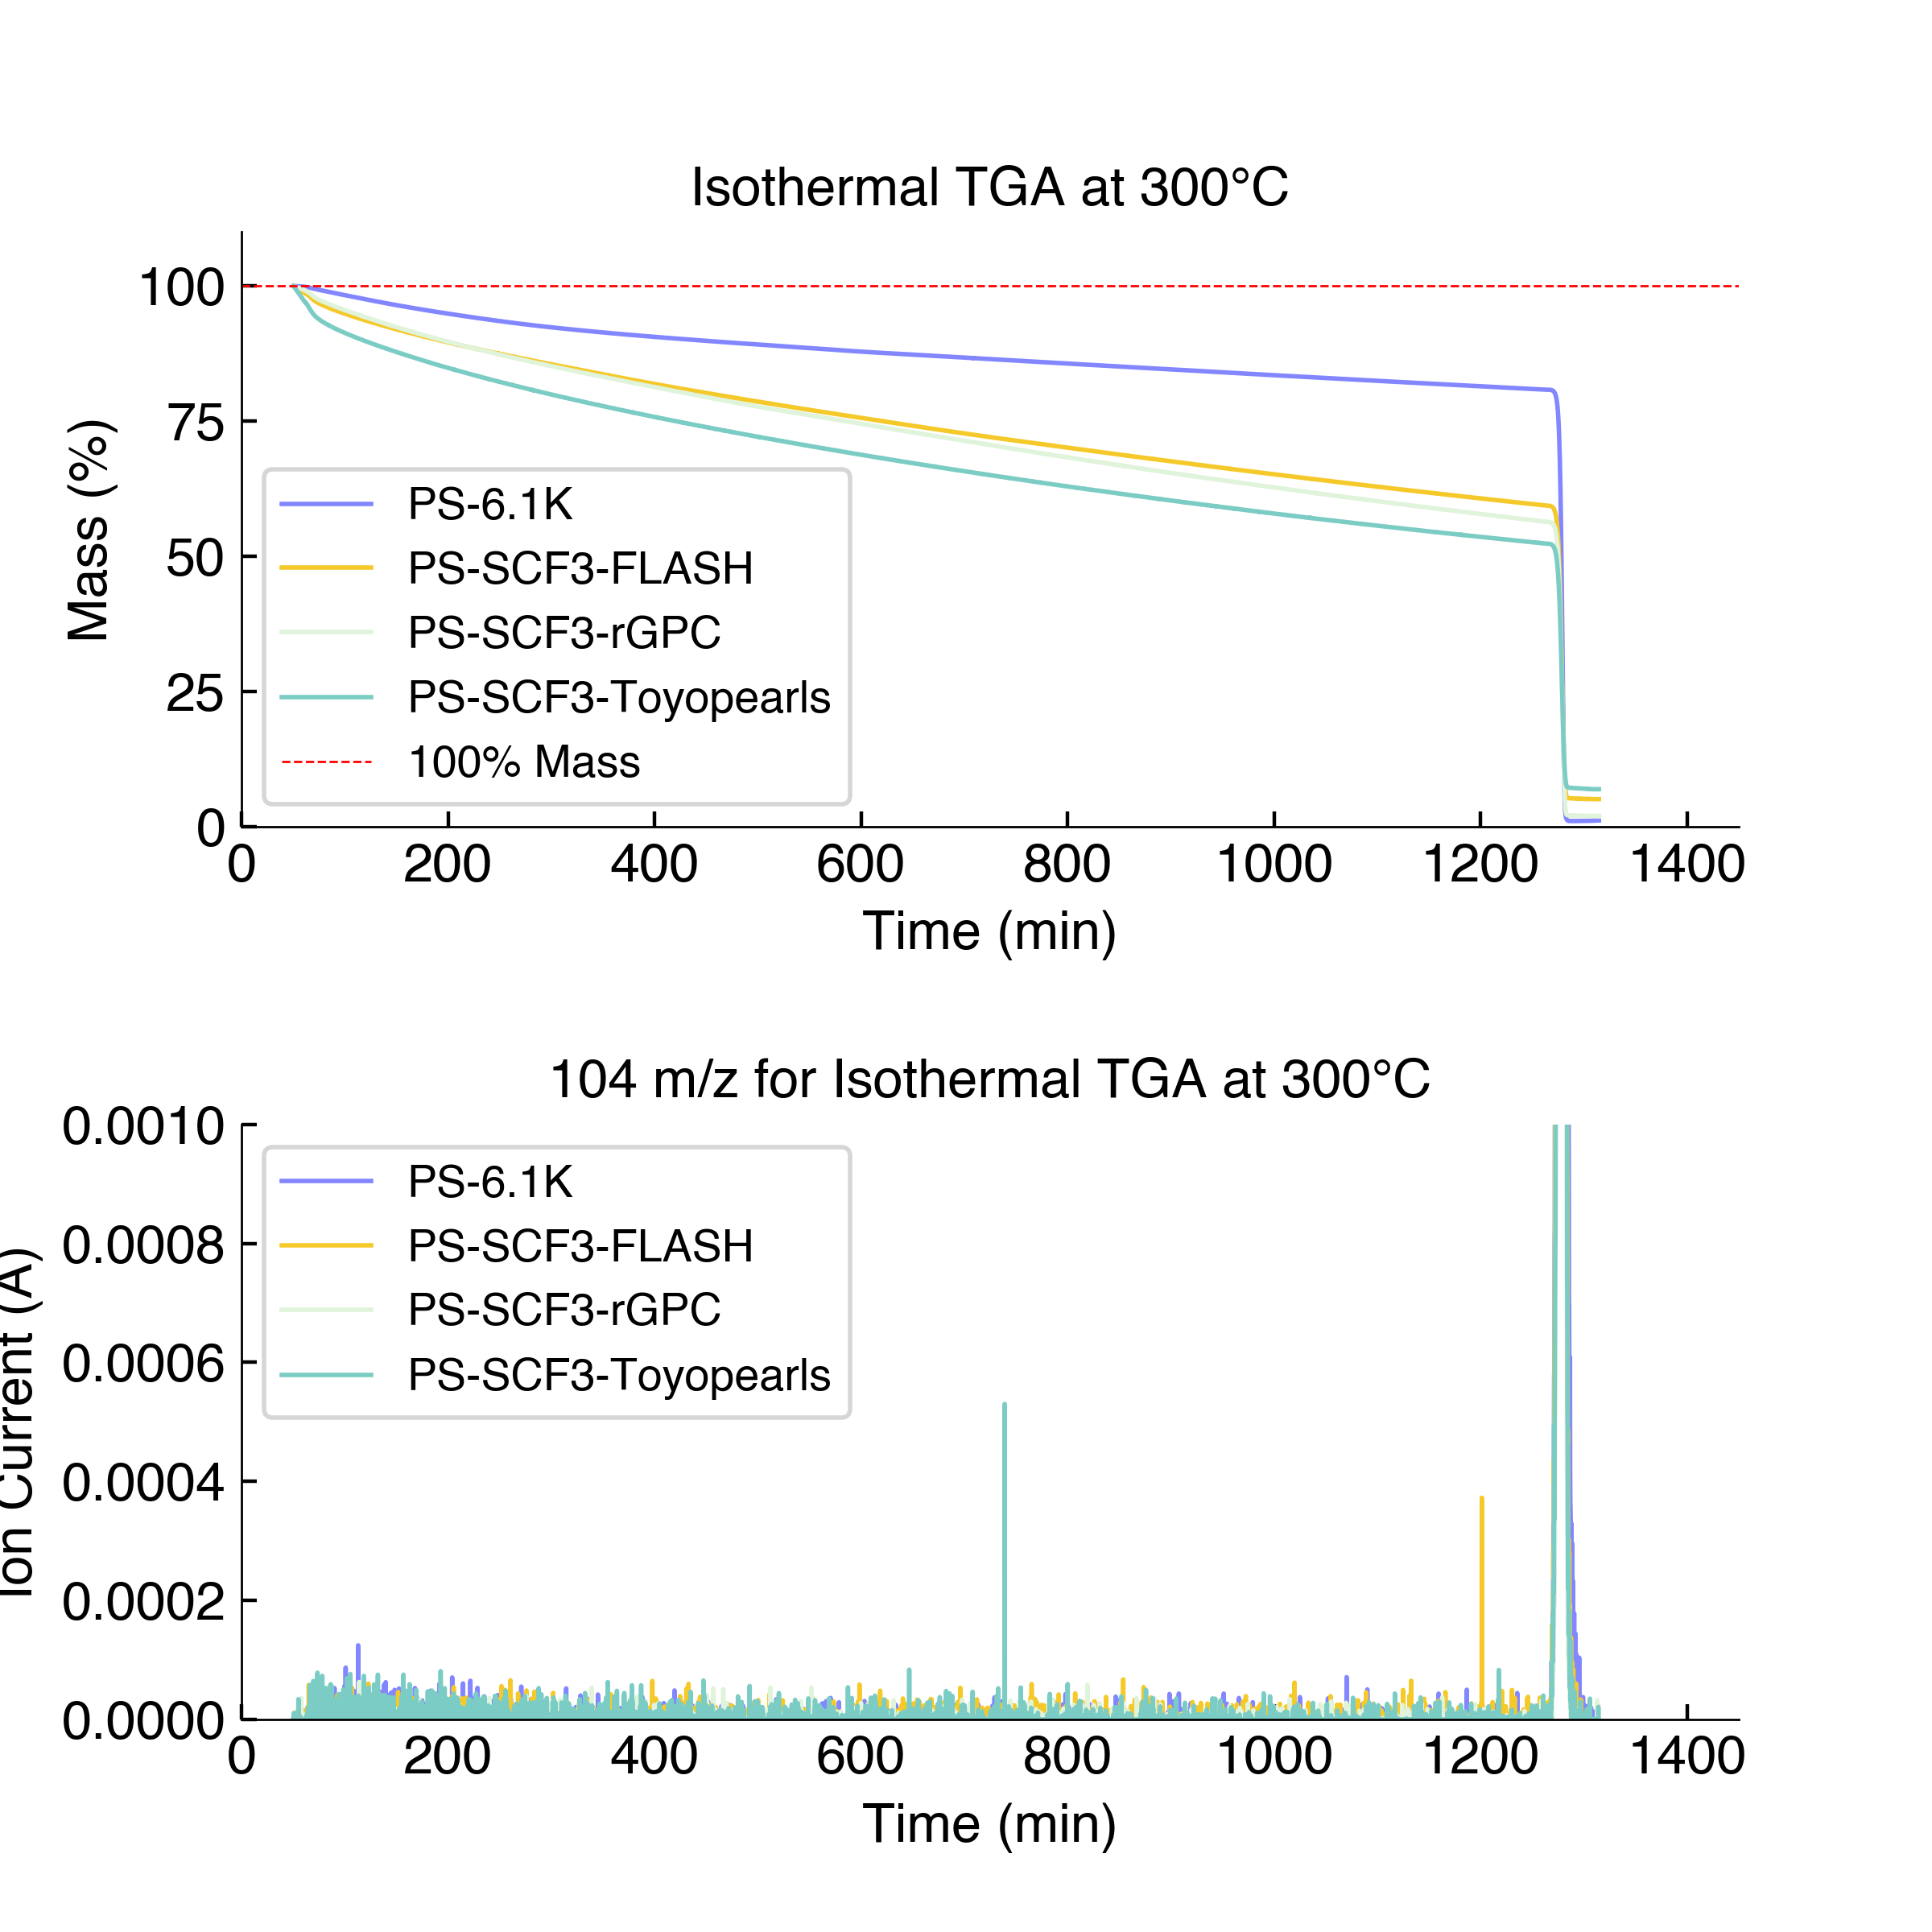 Isothermal TGA at 300°C
Mass (%)
100
75
50
25
0
PS-6.1K
PS-SCF3-FLASH
PS-SCF3-rGPC
PS-SCF3-Toyopearls
100% Mass
0 200 400 600 800 1000 1200 1400
Time (min)
104 m/z for Isothermal TGA at 300°C
Ion Current (A)
0.0010
0.0008
0.0006
0.0004
0.0002
0.0000
PS-6.1K
PS-SCF3-FLASH
PS-SCF3-rGPC
PS-SCF3-Toyopearls
0 200 400 600 800 1000 1200 1400
Time (min)